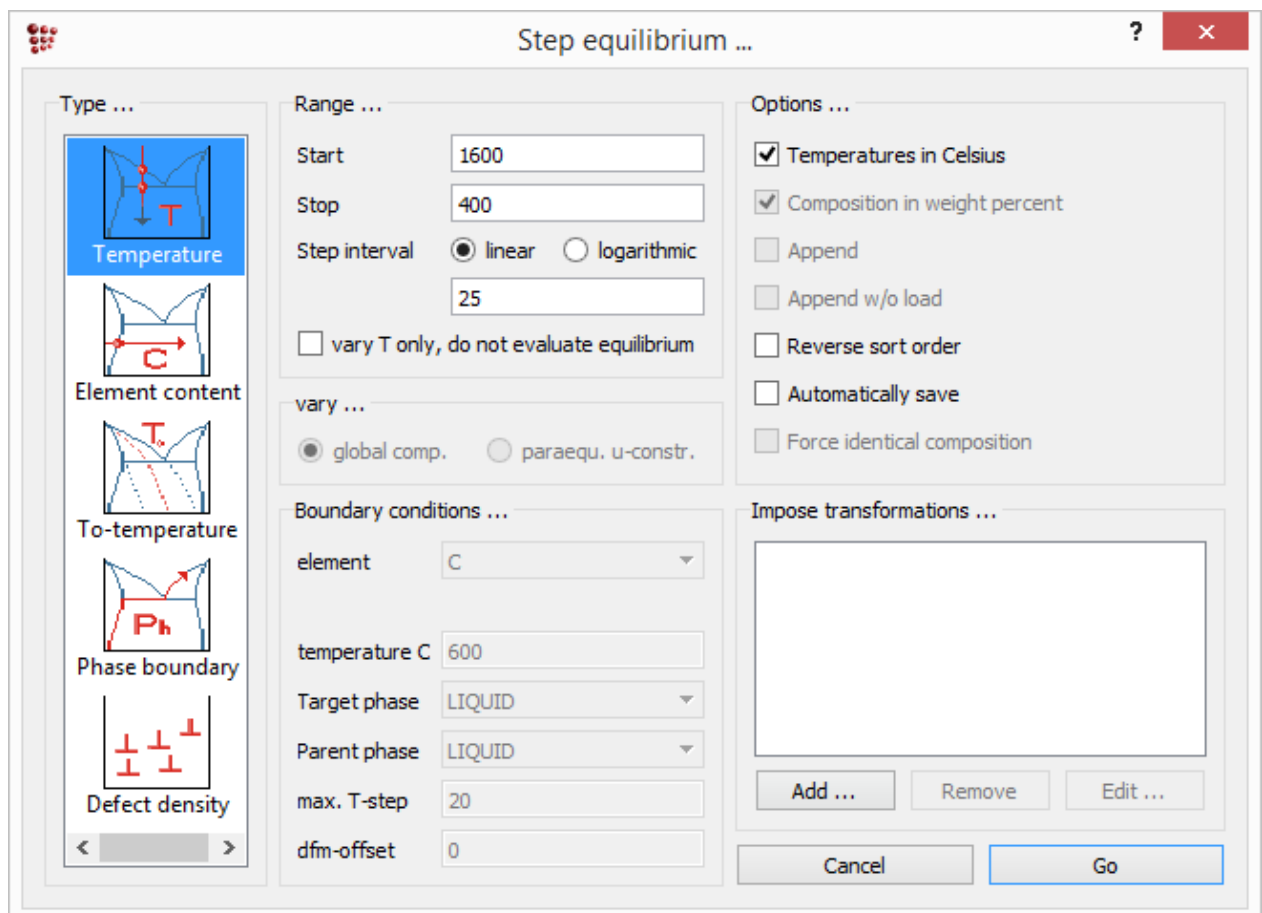 Step equilibrium ...
?
×
Type ...
T
Temperature
C
Element content
To
To-temperature
Ph
Phase boundary
Defect density
Range ...
Start 1600
Stop 400
Step interval linear logarithmic
25
vary T only, do not evaluate equilibrium
vary ...
global comp. paraequ. u-constr.
Boundary conditions ...
element C
temperature C 600
Target phase LIQUID
Parent phase LIQUID
max. T-step 20
dfm-offset 0
Options ...
Temperatures in Celsius
Composition in weight percent
Append
Append w/o load
Reverse sort order
Automatically save
Force identical composition
Impose transformations ...
Add ... Remove Edit ...
Cancel Go